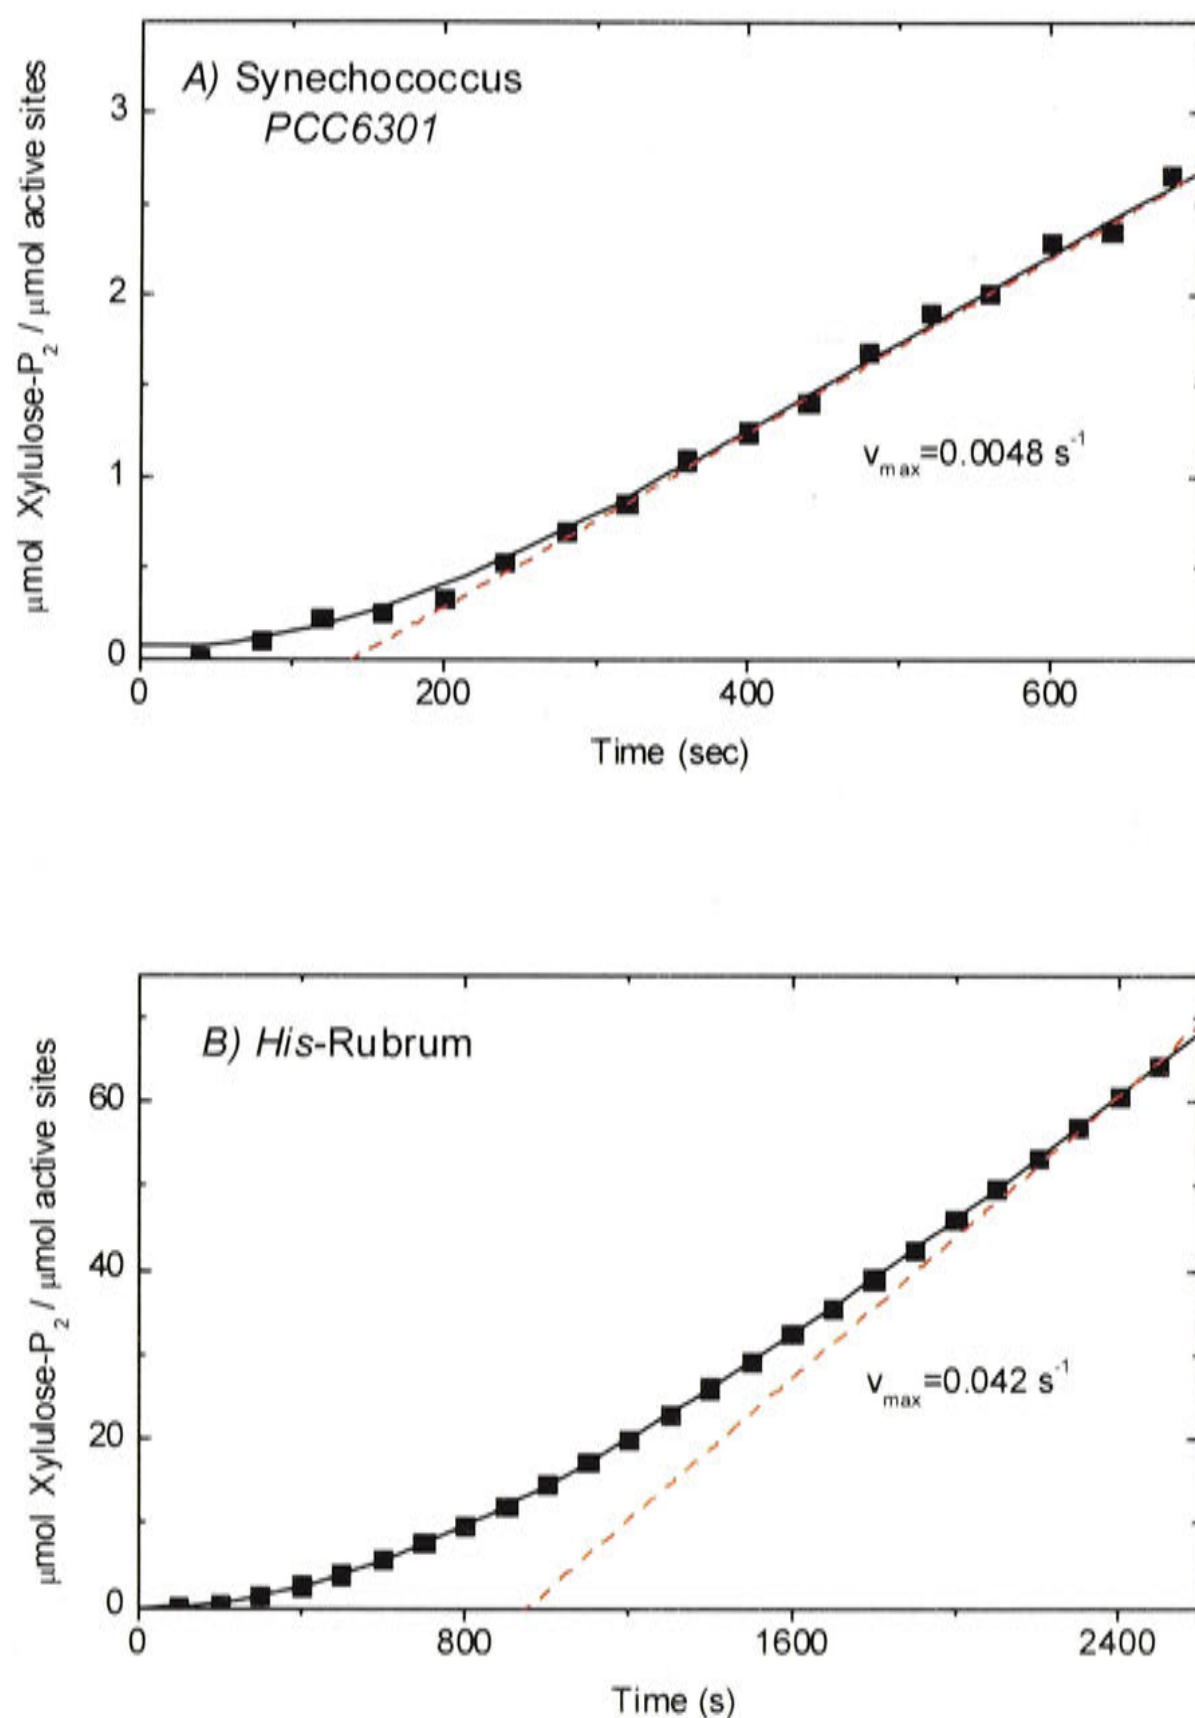 A) Synechococcus
PCC6301
μmol Xylulose-P₂ / μmol active sites
3
2
1
0
vmax=0.0048 s⁻¹
0 200 400 600
Time (sec)
B) His-Rubrum
μmol Xylulose-P₂ / μmol active sites
60
40
20
0
vmax=0.042 s⁻¹
0 800 1600 2400
Time (s)